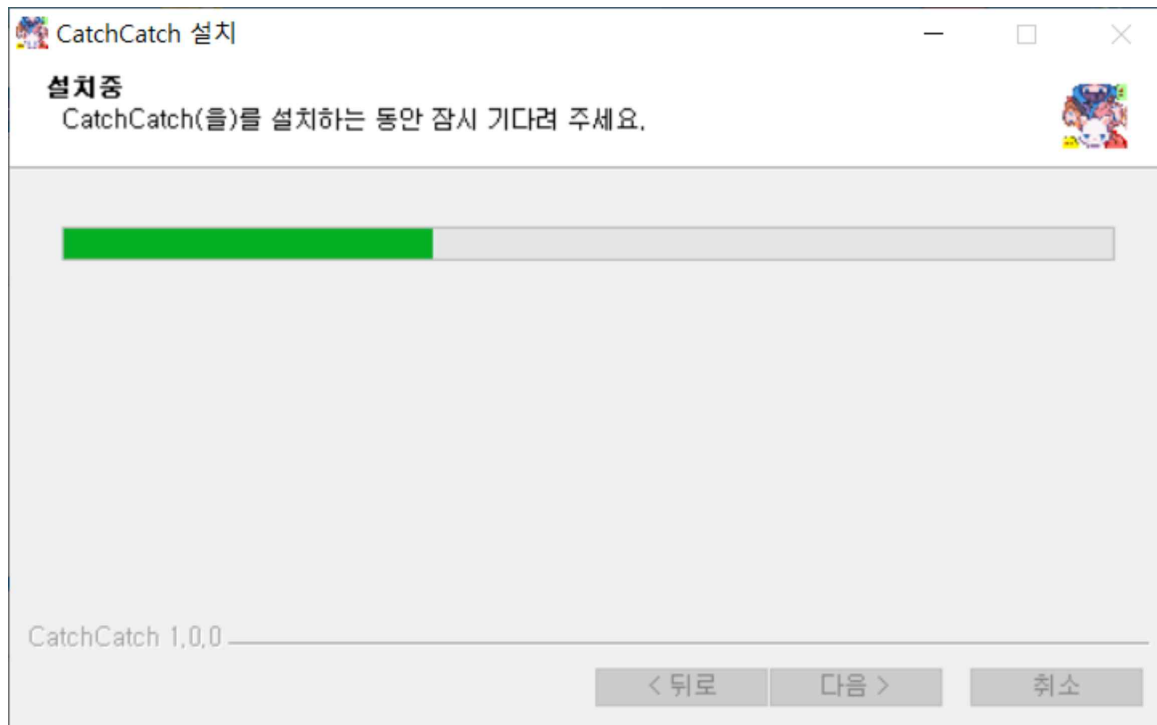 CatchCatch 설치
설치중
CatchCatch(을)를 설치하는 동안 잠시 기다려 주세요.
CatchCatch 1.0.0
< 뒤로
다음 >
취소